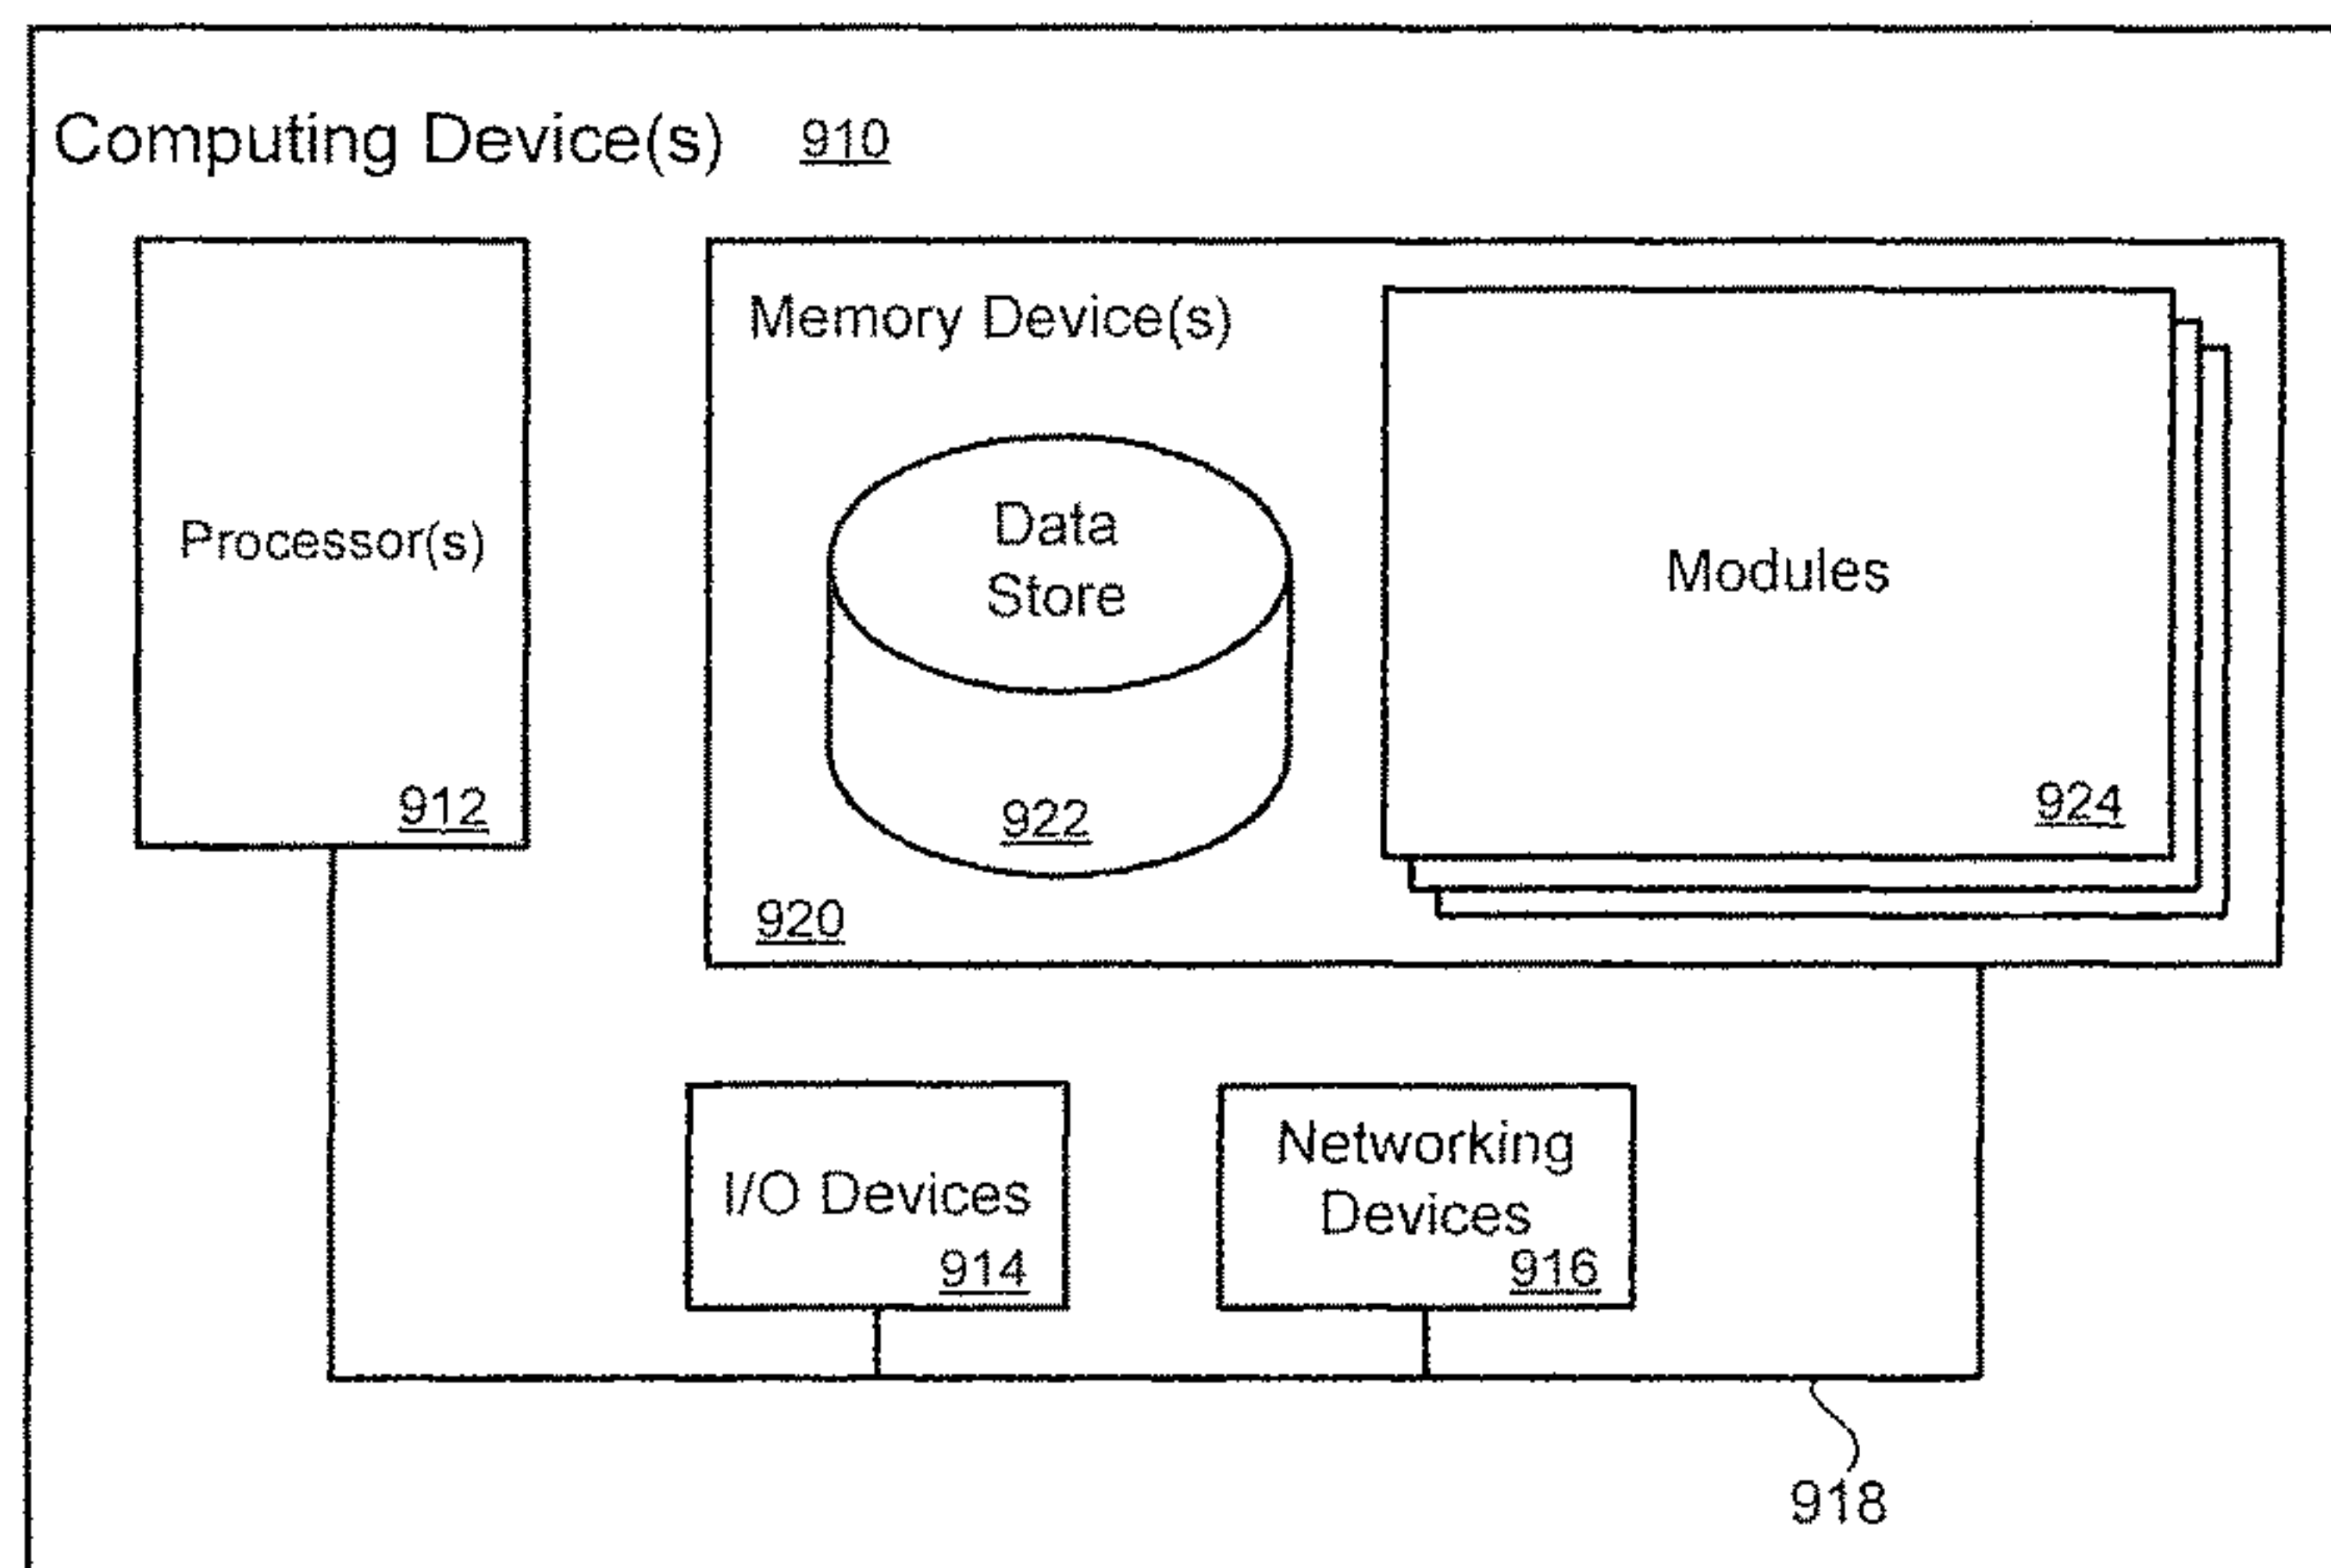 Computing Device(s) 910
Processor(s)
912
Memory Device(s)
Data
Store
922
920
Modules
924
I/O Devices
914
Networking
Devices
916
918